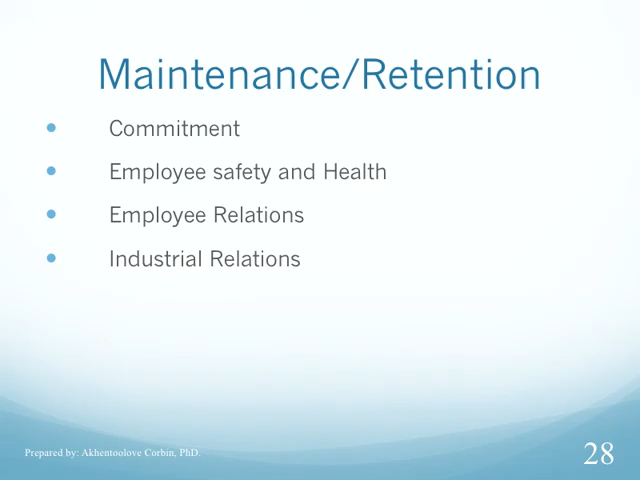 Maintenance/Retention
• Commitment
• Employee safety and Health
• Employee Relations
• Industrial Relations
Prepared by: Akhentoolove Corbin, PhD.
28